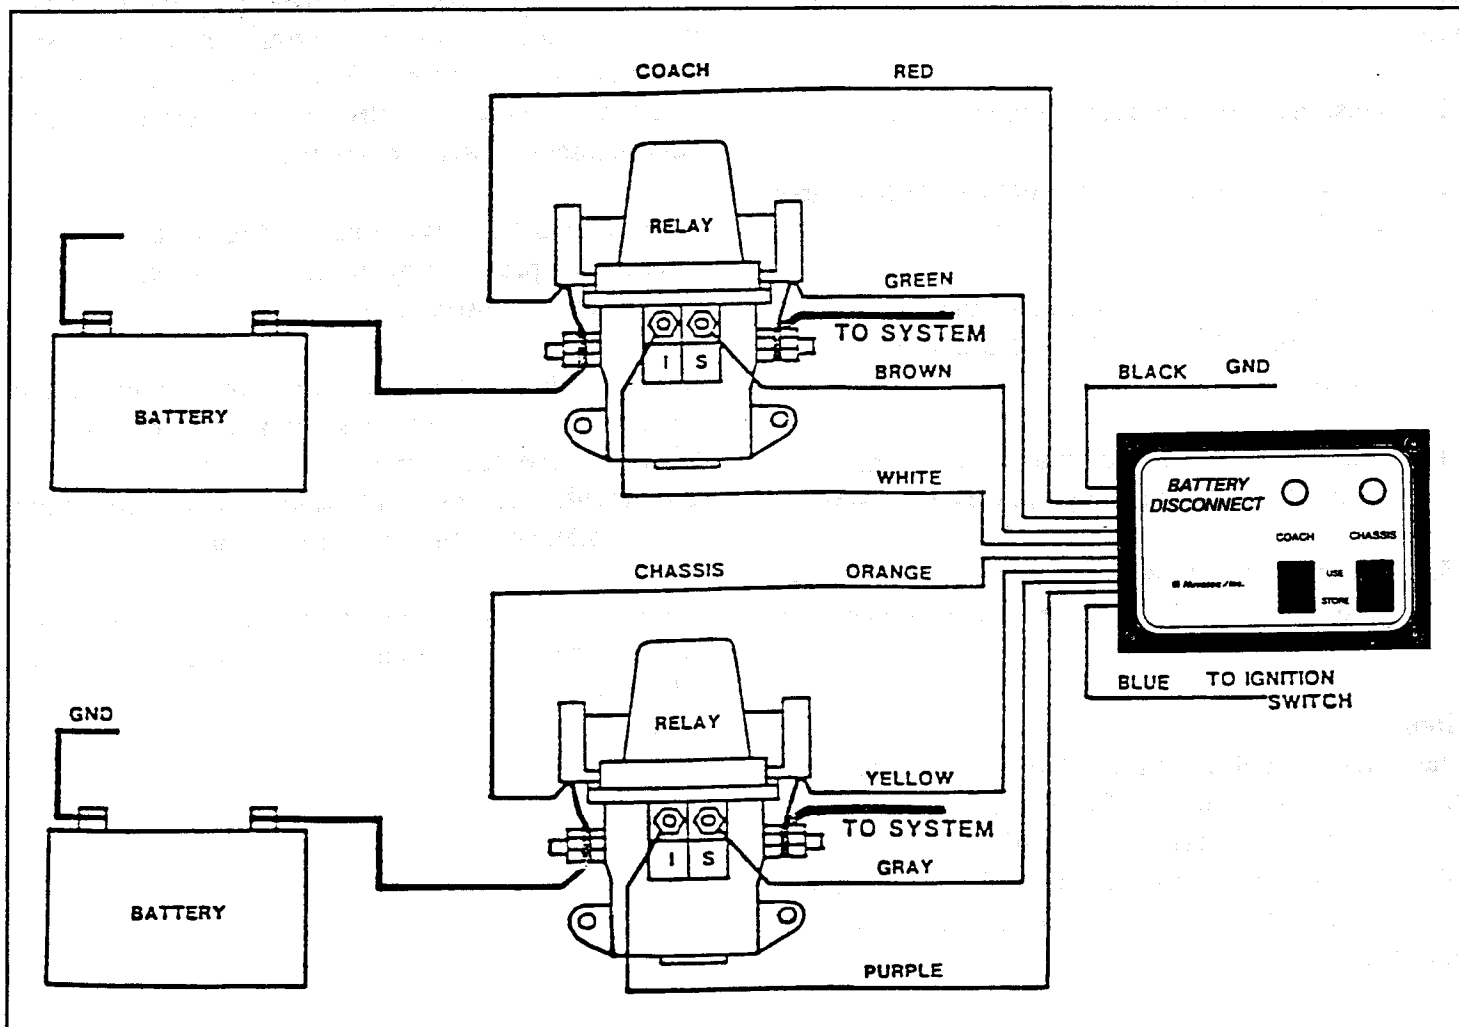 COACH RED
RELAY
GREEN
TO SYSTEM
I S
BROWN
BLACK GND
BATTERY
WHITE
BATTERY
DISCONNECT
COACH CHASSIS
USE
STORE
CHASSIS ORANGE
BLUE TO IGNITION
SWITCH
GND
RELAY
YELLOW
TO SYSTEM
I S
GRAY
BATTERY
PURPLE